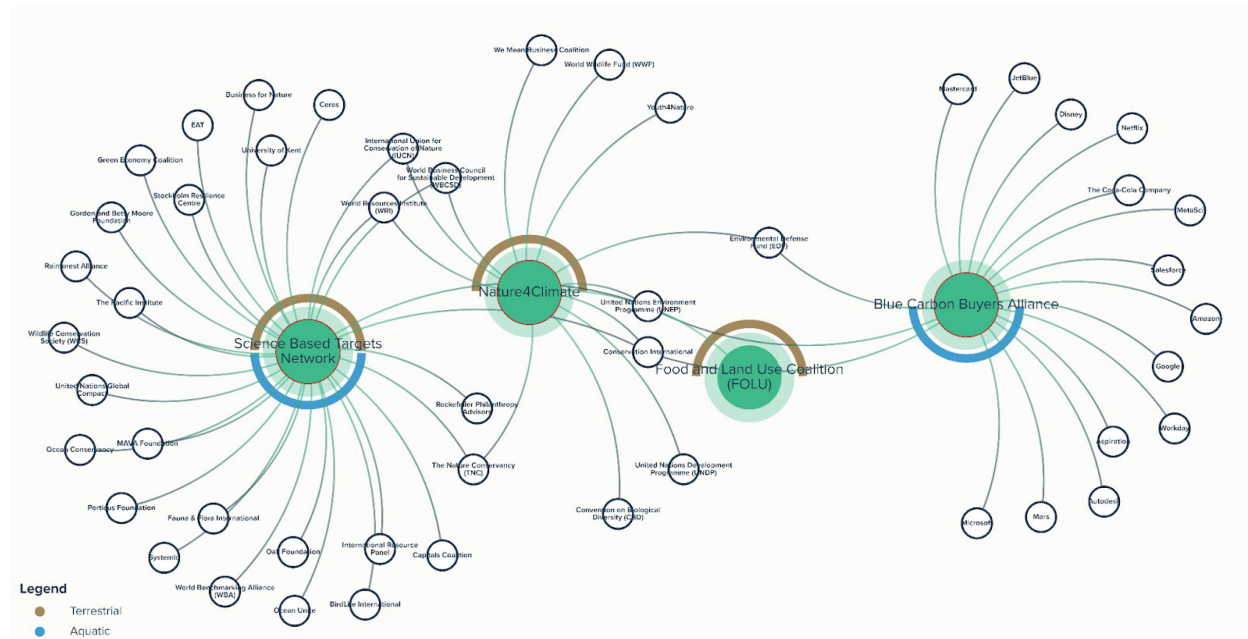 We Mean Business Coalition
World Wildlife Fund (WWF)
Youth4Nature
Business for Nature
Ceres
EAT
University of Kent
Green Economy Coalition
Stockholm Resilience
Centre
Gordon and Betty Moore
Foundation
Rainforest Alliance
The Pacific Institute
Wildlife Conservation
Society (WCS)
United Nations Global
Compact
Ocean Conservancy
MAVA Foundation
Porticus Foundation
Fauna & Flora International
Systemiq
World Benchmarking Alliance
(WBA)
Oak Foundation
Ocean Unite
International Resource
Panel
BirdLife International
Capitals Coalition
Science Based Targets
Network
International Union for
Conservation of Nature
(IUCN)
World Business Council
for Sustainable Development
(WBCSD)
World Resources Institute
(WRI)
Nature4Climate
Rockefeller Philanthropy
Advisors
The Nature Conservancy
(TNC)
Convention on Biological
Diversity (CBD)
United Nations Development
Programme (UNDP)
United Nations Environment
Programme (UNEP)
Conservation International
Environmental Defense
Fund (EDF)
Food and Land Use Coalition
(FOLU)
Blue Carbon Buyers Alliance
Mastercard
JetBlue
Disney
Netflix
The Coca-Cola Company
MetaSci
Salesforce
Amazon
Google
Workday
Aspiration
Autodesk
Mars
Microsoft
Legend
Terrestrial
Aquatic